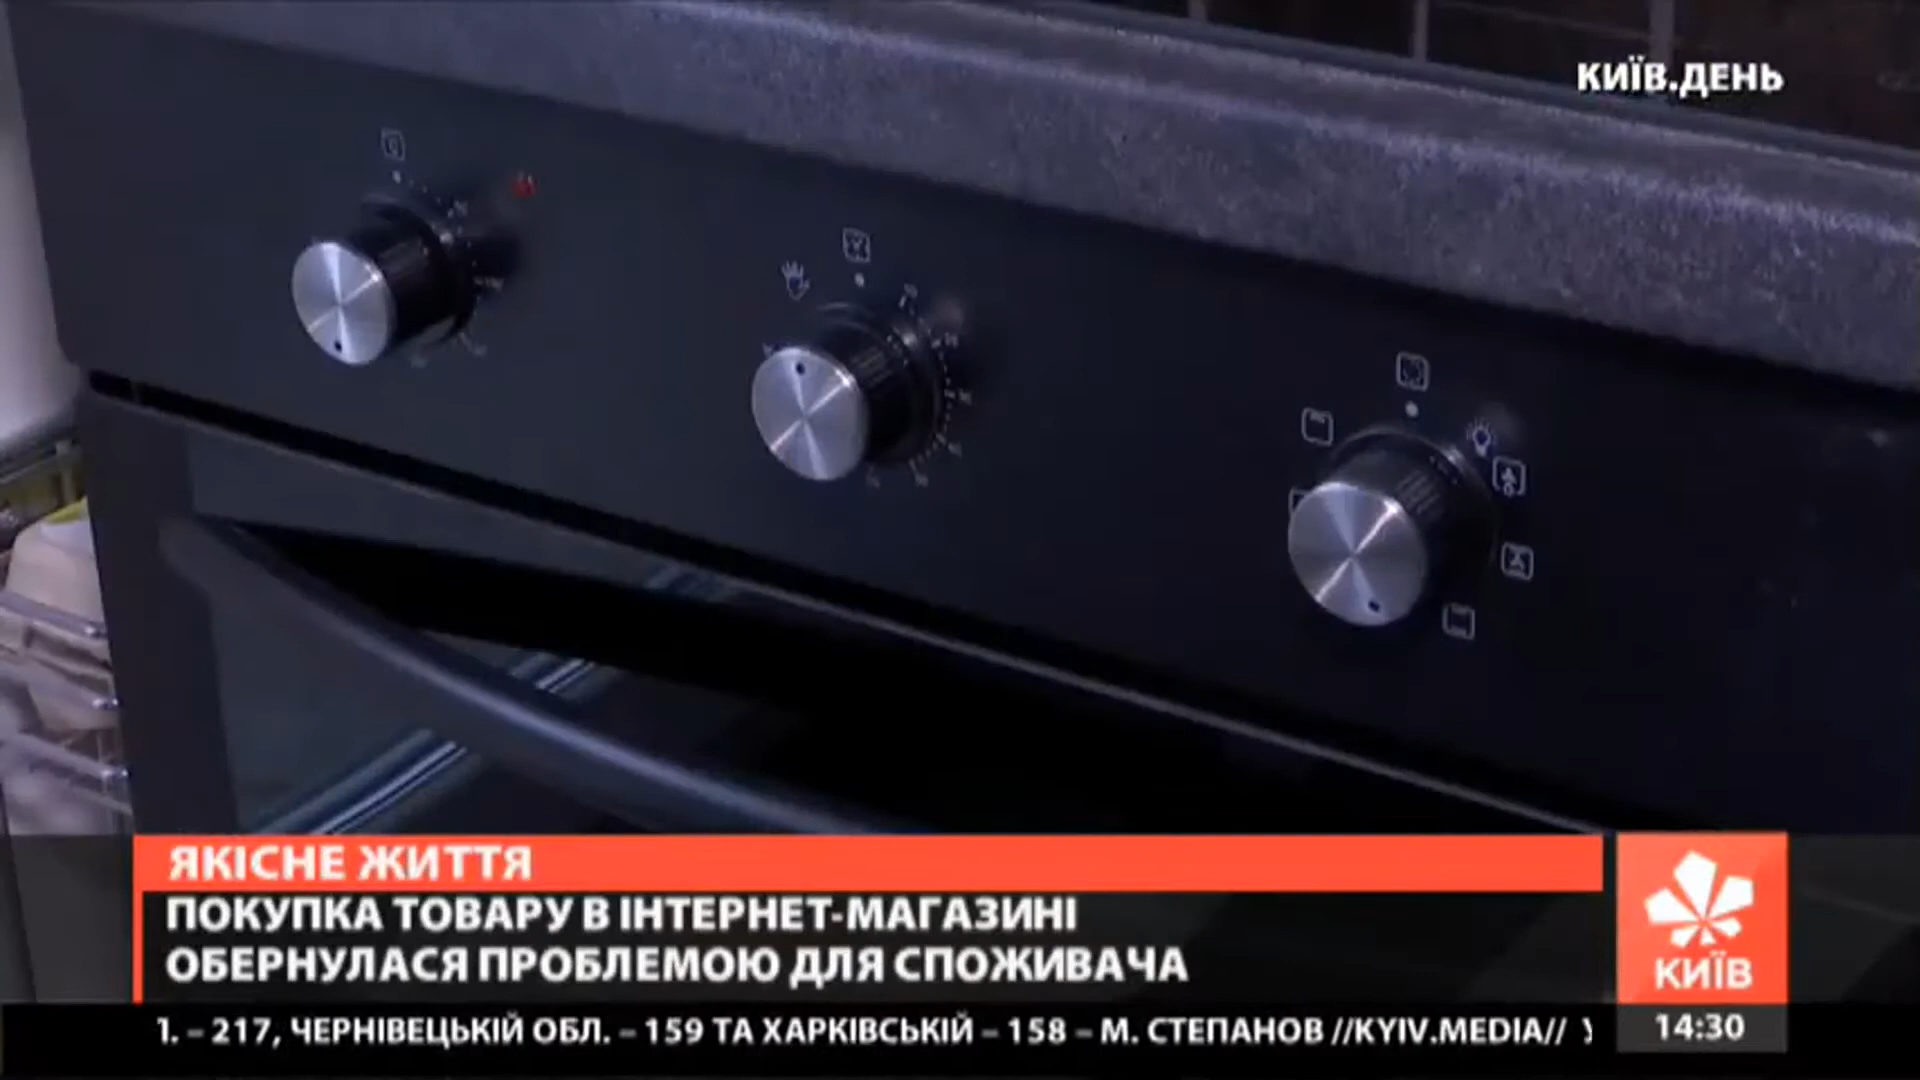 КИЇВ.ДЕНЬ
ЯКІСНЕ ЖИТТЯ
ПОКУПКА ТОВАРУ В ІНТЕРНЕТ-МАГАЗИНІ
ОБЕРНУЛАСЯ ПРОБЛЕМОЮ ДЛЯ СПОЖИВАЧА
КИЇВ
– 217, ЧЕРНІВЕЦЬКІЙ ОБЛ. – 159 ТА ХАРКІВСЬКІЙ – 158 – М. СТЕПАНОВ //KYIV.MEDIA//
14:30